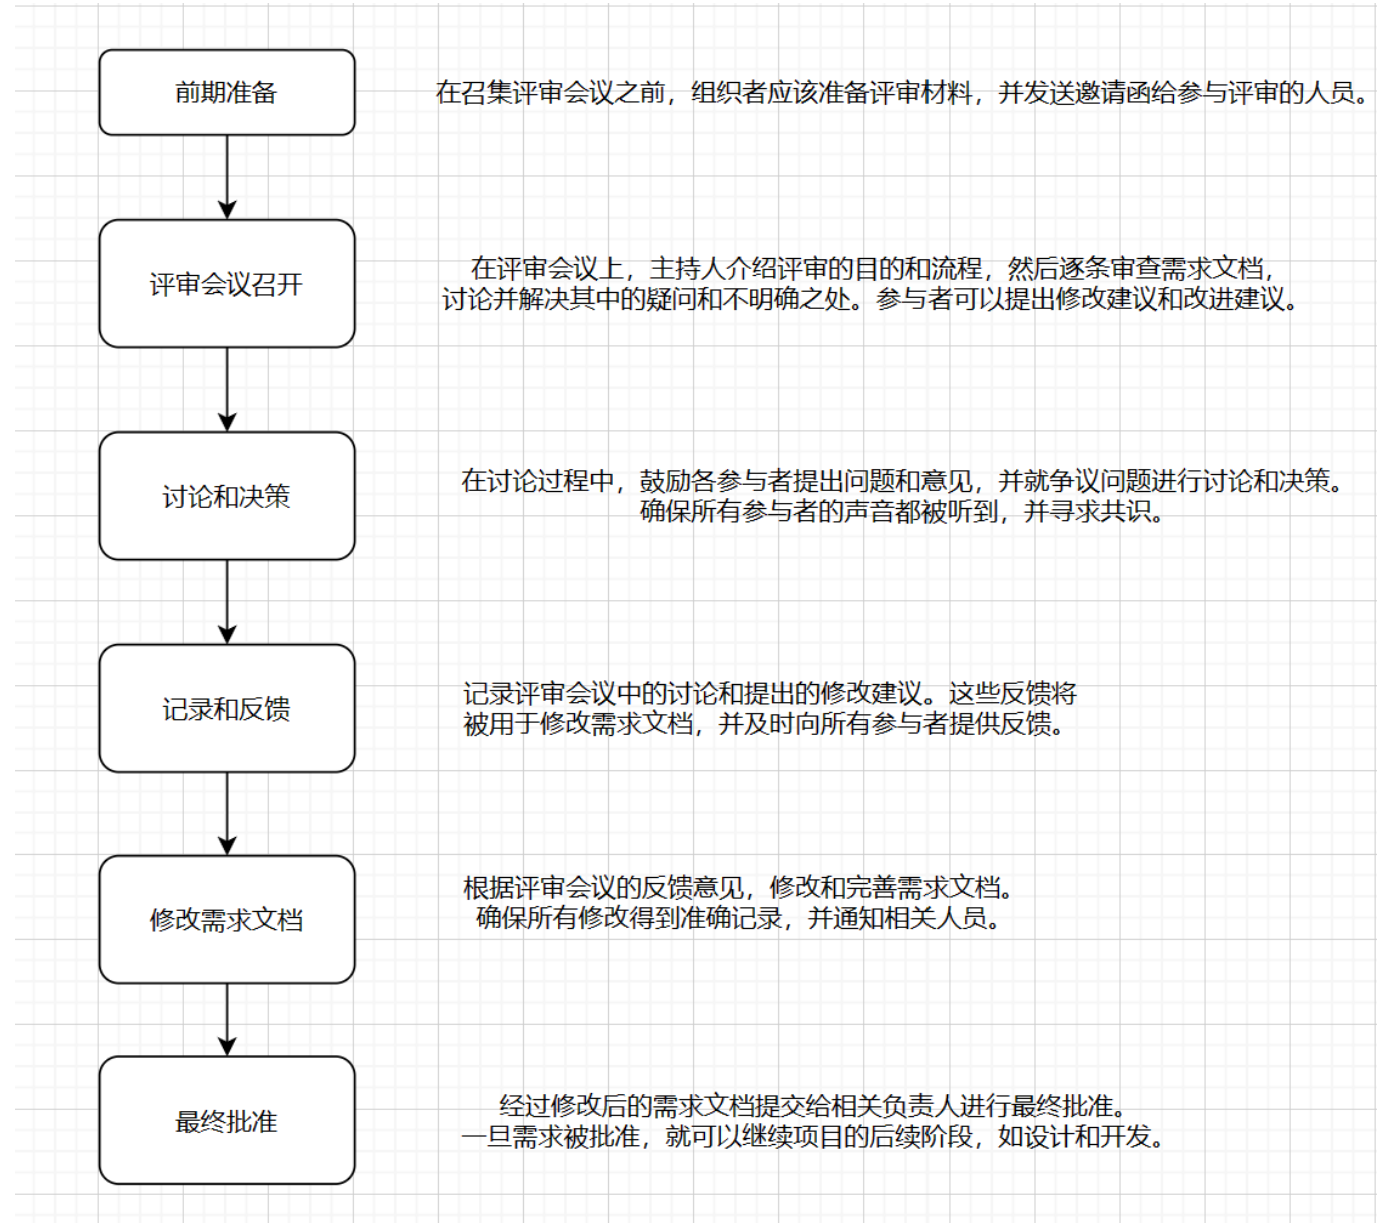 前期准备
在召集评审会议之前，组织者应该准备评审材料，并发送邀请函给参与评审的人员。
评审会议召开
在评审会议上，主持人介绍评审的目的和流程，然后逐条审查需求文档，
讨论并解决其中的疑问和不明确之处。参与者可以提出修改建议和改进建议。
讨论和决策
在讨论过程中，鼓励各参与者提出问题和意见，并就争议问题进行讨论和决策。
确保所有参与者的声音都被听到，并寻求共识。
记录和反馈
记录评审会议中的讨论和提出的修改建议。这些反馈将
被用于修改需求文档，并及时向所有参与者提供反馈。
修改需求文档
根据评审会议的反馈意见，修改和完善需求文档。
确保所有修改得到准确记录，并通知相关人员。
最终批准
经过修改后的需求文档提交给相关负责人进行最终批准。
一旦需求被批准，就可以继续项目的后续阶段，如设计和开发。